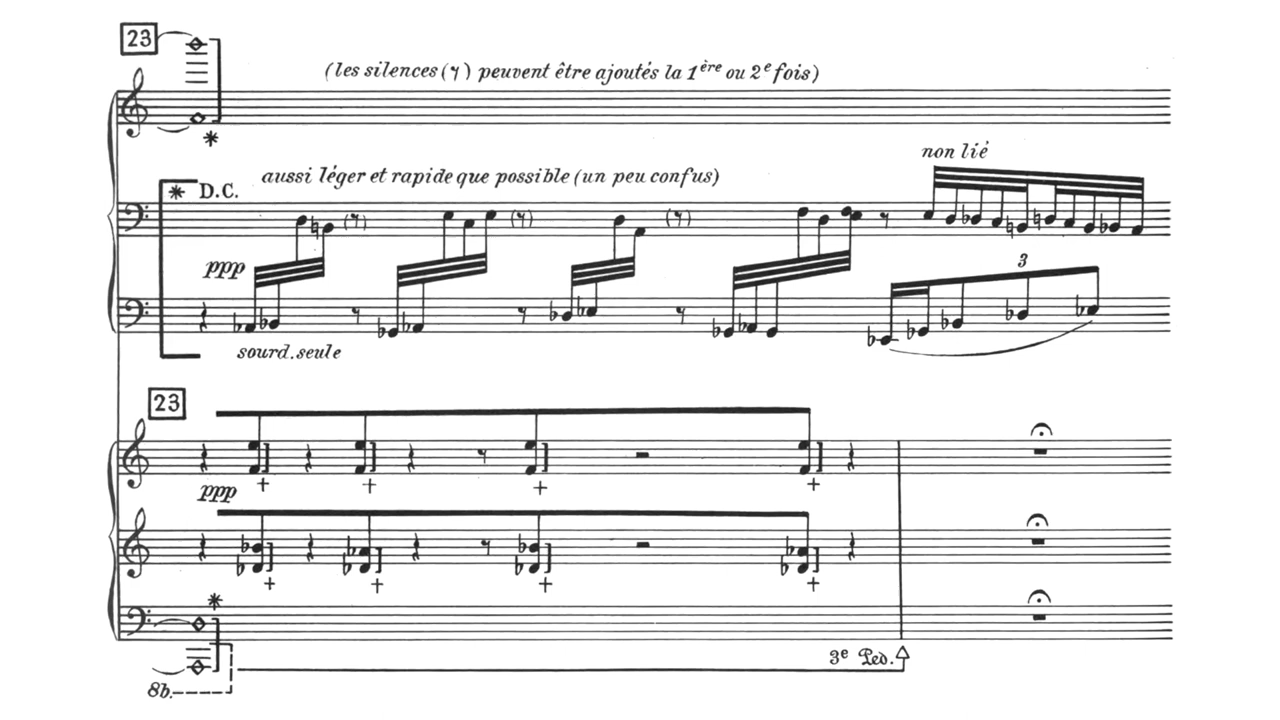 23
(les silences (𝄾) peuvent être ajoutés la 1ère ou 2e fois)
*
non lié
aussi léger et rapide que possible (un peu confus)
* D.C.
ppp
3
sourd. seule
23
ppp
*
3e Ped.
8b.